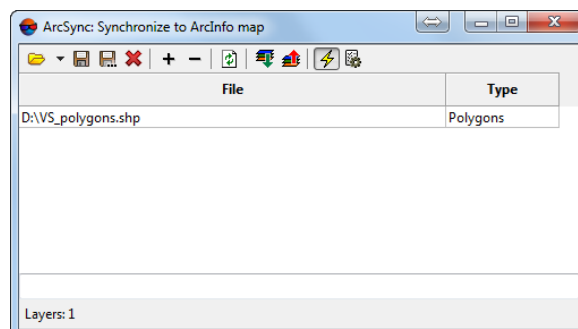 ArcSync: Synchronize to ArcInfo map
File Type
D:\VS_polygons.shp Polygons
Layers: 1